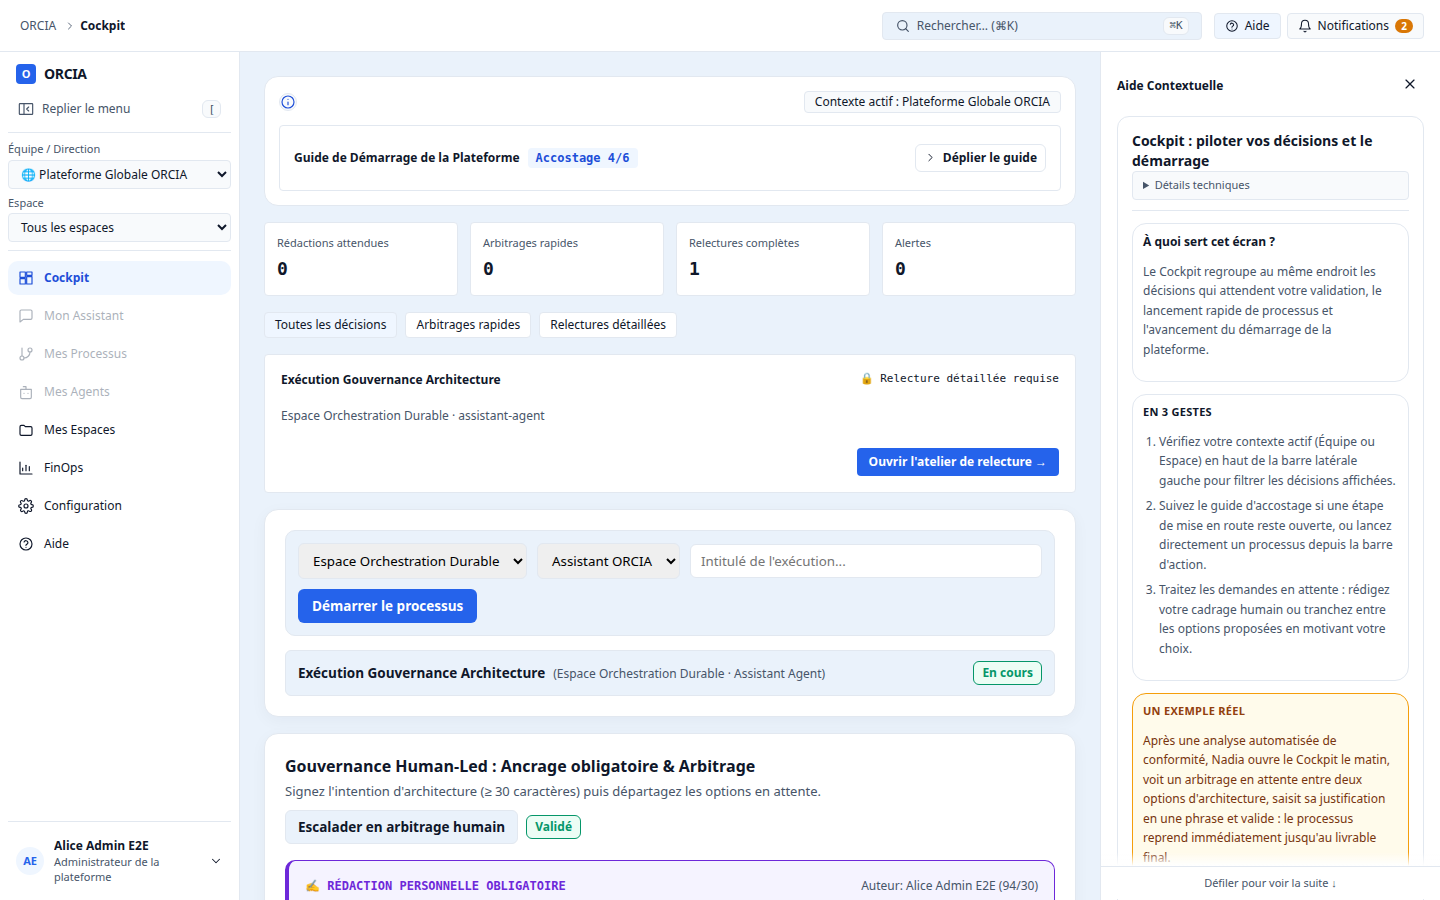 ORCIA
Cockpit
Rechercher... (⌘K)
⌘K
Aide
Notifications 2
O ORCIA
Replier le menu [
Équipe / Direction
🌐 Plateforme Globale ORCIA
Espace
Tous les espaces
Cockpit
Mon Assistant
Mes Processus
Mes Agents
Mes Espaces
FinOps
Configuration
Aide
AE
Alice Admin E2E
Administrateur de la
plateforme
Contexte actif : Plateforme Globale ORCIA
Guide de Démarrage de la Plateforme Accostage 4/6
Déplier le guide
Rédactions attendues
0
Arbitrages rapides
0
Relectures complètes
1
Alertes
0
Toutes les décisions
Arbitrages rapides
Relectures détaillées
Exécution Gouvernance Architecture
🔒 Relecture détaillée requise
Espace Orchestration Durable · assistant-agent
Ouvrir l'atelier de relecture →
Espace Orchestration Durable
Assistant ORCIA
Intitulé de l'exécution...
Démarrer le processus
Exécution Gouvernance Architecture (Espace Orchestration Durable · Assistant Agent)
En cours
Gouvernance Human-Led : Ancrage obligatoire & Arbitrage
Signez l'intention d'architecture (≥ 30 caractères) puis départagez les options en attente.
Escalader en arbitrage humain
Validé
✍️ RÉDACTION PERSONNELLE OBLIGATOIRE
Auteur: Alice Admin E2E (94/30)
Aide Contextuelle
Cockpit : piloter vos décisions et le
démarrage
▶ Détails techniques
À quoi sert cet écran ?
Le Cockpit regroupe au même endroit les
décisions qui attendent votre validation, le
lancement rapide de processus et
l'avancement du démarrage de la
plateforme.
EN 3 GESTES
1. Vérifiez votre contexte actif (Équipe ou
Espace) en haut de la barre latérale
gauche pour filtrer les décisions affichées.
2. Suivez le guide d'accostage si une étape
de mise en route reste ouverte, ou lancez
directement un processus depuis la barre
d'action.
3. Traitez les demandes en attente : rédigez
votre cadrage humain ou tranchez entre
les options proposées en motivant votre
choix.
UN EXEMPLE RÉEL
Après une analyse automatisée de
conformité, Nadia ouvre le Cockpit le matin,
voit un arbitrage en attente entre deux
options d'architecture, saisit sa justification
en une phrase et valide : le processus
reprend immédiatement jusqu'au livrable
final.
Défiler pour voir la suite ↓